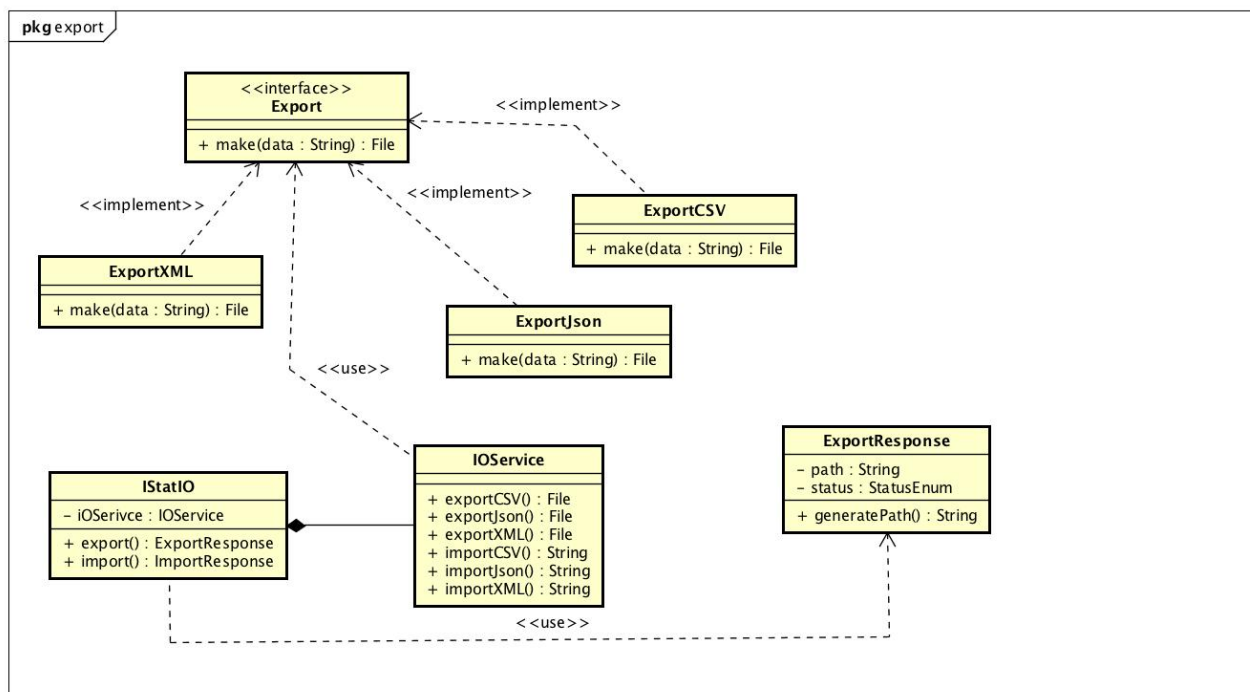 pkg export
<<interface>>
Export
+ make(data : String) : File
<<implement>>
ExportCSV
+ make(data : String) : File
<<implement>>
<<implement>>
ExportXML
+ make(data : String) : File
ExportJson
+ make(data : String) : File
<<use>>
IOService
+ exportCSV() : File
+ exportJson() : File
+ exportXML() : File
+ importCSV() : String
+ importJson() : String
+ importXML() : String
ExportResponse
- path : String
- status : StatusEnum
+ generatePath() : String
IStatIO
- iOSerivce : IOService
+ export() : ExportResponse
+ import() : ImportResponse
<<use>>